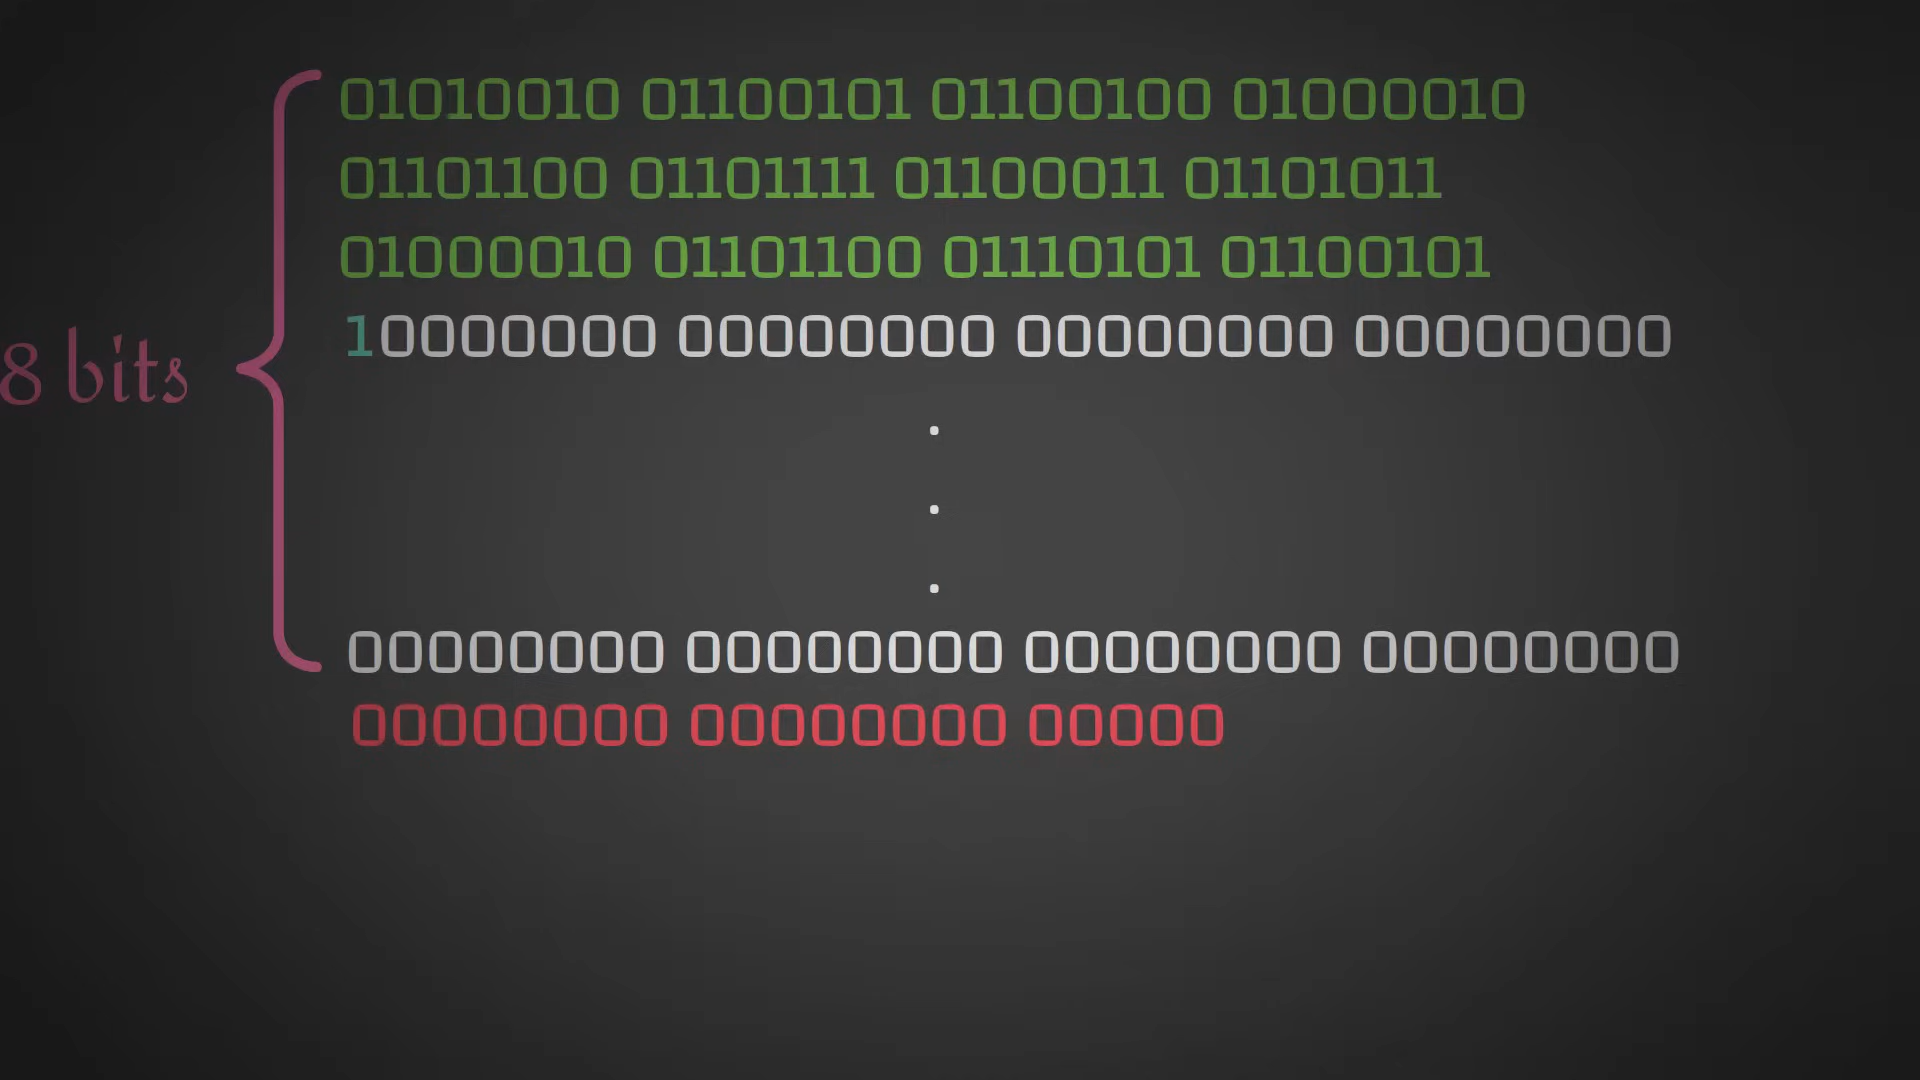 01010010 01100101 01100100 01000010
01101100 01101111 01100011 01101011
01000010 01101100 01110101 01100101
10000000 00000000 00000000 00000000
8 bits
.
.
.
00000000 00000000 00000000 00000000
00000000 00000000 00000